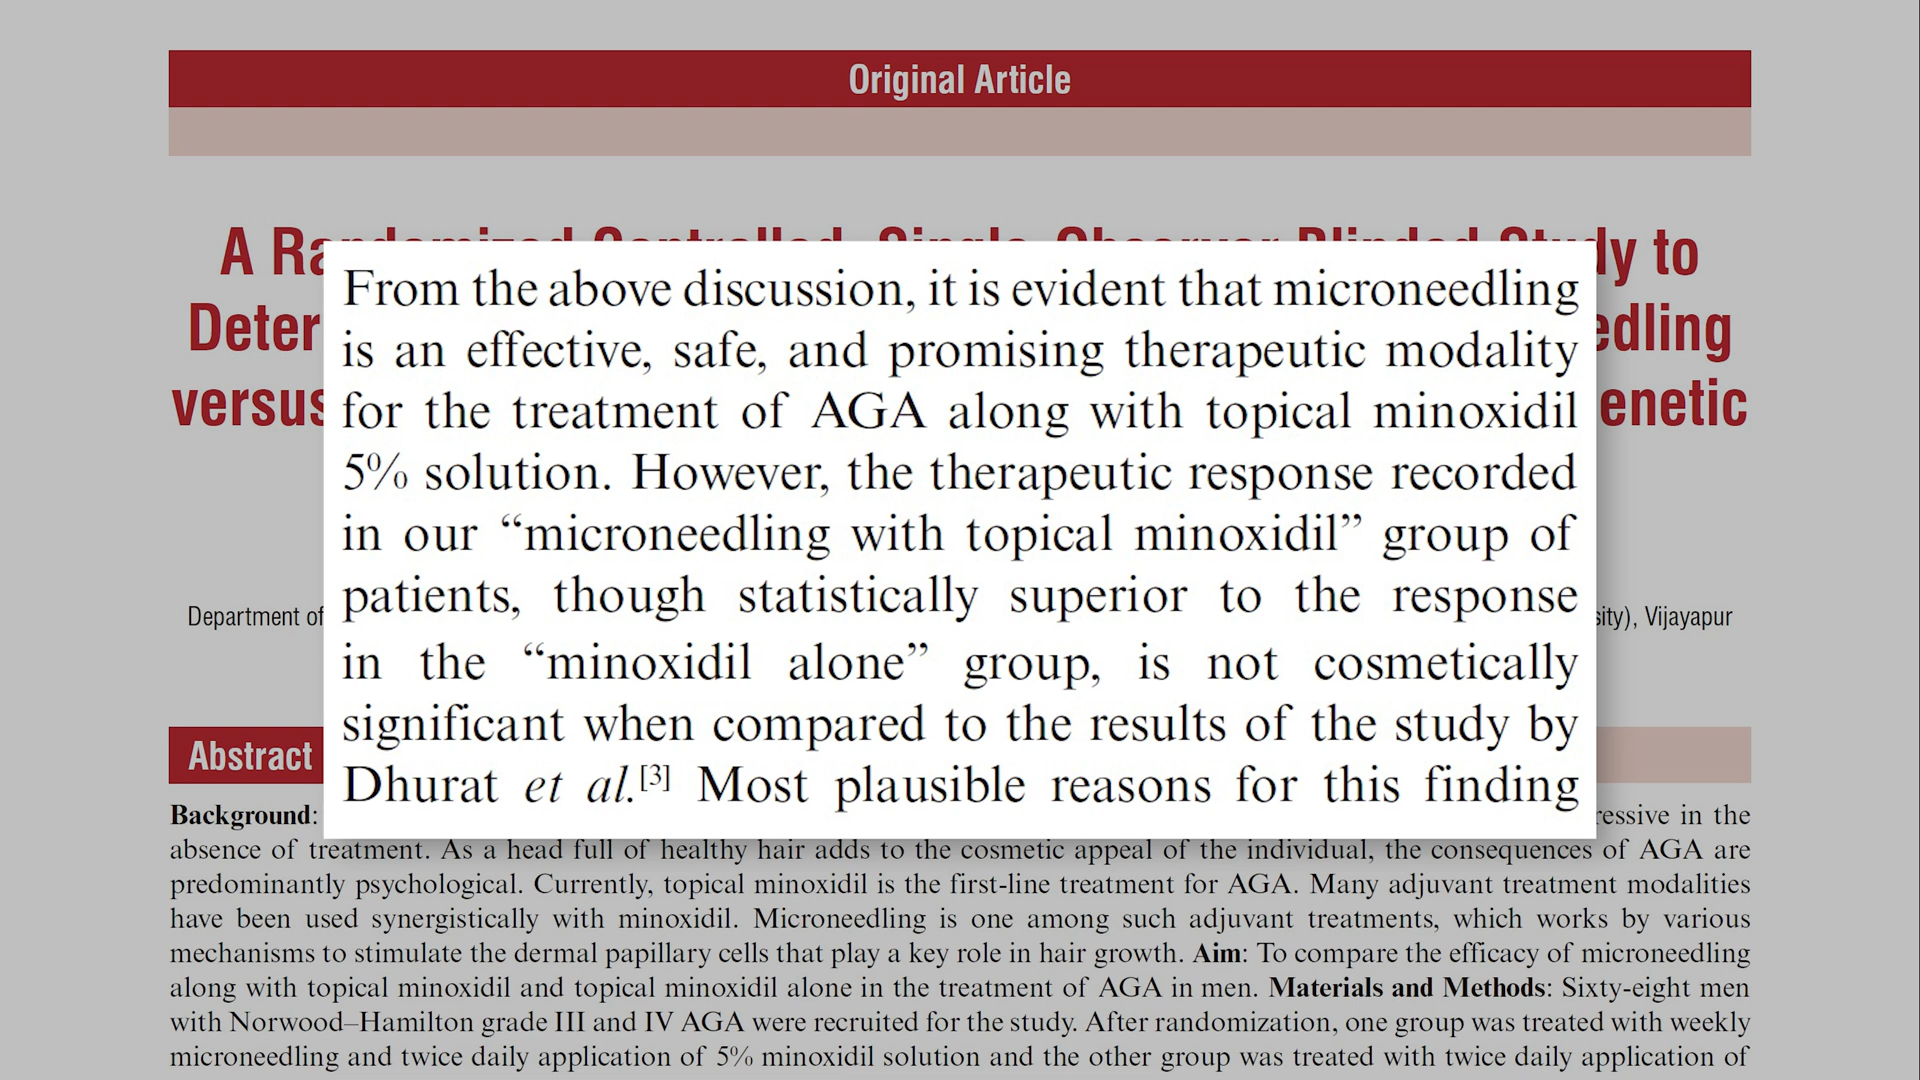 Original Article
A Randomized Controlled, Single-Observer Blinded Study to
Deter edling
versus enetic
From the above discussion, it is evident that microneedling
is an effective, safe, and promising therapeutic modality
for the treatment of AGA along with topical minoxidil
5% solution. However, the therapeutic response recorded
in our “microneedling with topical minoxidil” group of
patients, though statistically superior to the response
in the “minoxidil alone” group, is not cosmetically
significant when compared to the results of the study by
Dhurat et al.[3] Most plausible reasons for this finding
Department of sity), Vijayapur
Abstract
Background: ressive in the
absence of treatment. As a head full of healthy hair adds to the cosmetic appeal of the individual, the consequences of AGA are
predominantly psychological. Currently, topical minoxidil is the first-line treatment for AGA. Many adjuvant treatment modalities
have been used synergistically with minoxidil. Microneedling is one among such adjuvant treatments, which works by various
mechanisms to stimulate the dermal papillary cells that play a key role in hair growth. Aim: To compare the efficacy of microneedling
along with topical minoxidil and topical minoxidil alone in the treatment of AGA in men. Materials and Methods: Sixty-eight men
with Norwood–Hamilton grade III and IV AGA were recruited for the study. After randomization, one group was treated with weekly
microneedling and twice daily application of 5% minoxidil solution and the other group was treated with twice daily application of